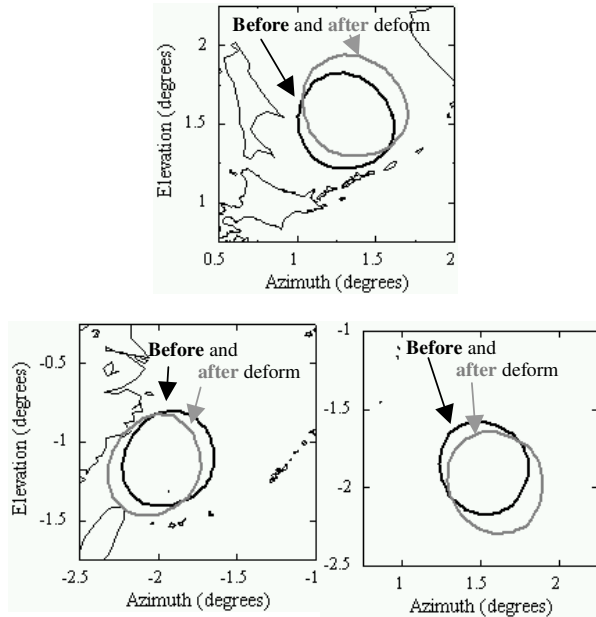 Before and after deform
2
1.5
1
0.5
1
1.5
2
Elevation (degrees)
Azimuth (degrees)
Before and
after deform
-0.5
-1
-1.5
-2.5
-2
-1.5
-1
Elevation (degrees)
Azimuth (degrees)
Before and
after deform
-1
-1.5
-2
-2.5
1
1.5
2
Azimuth (degrees)